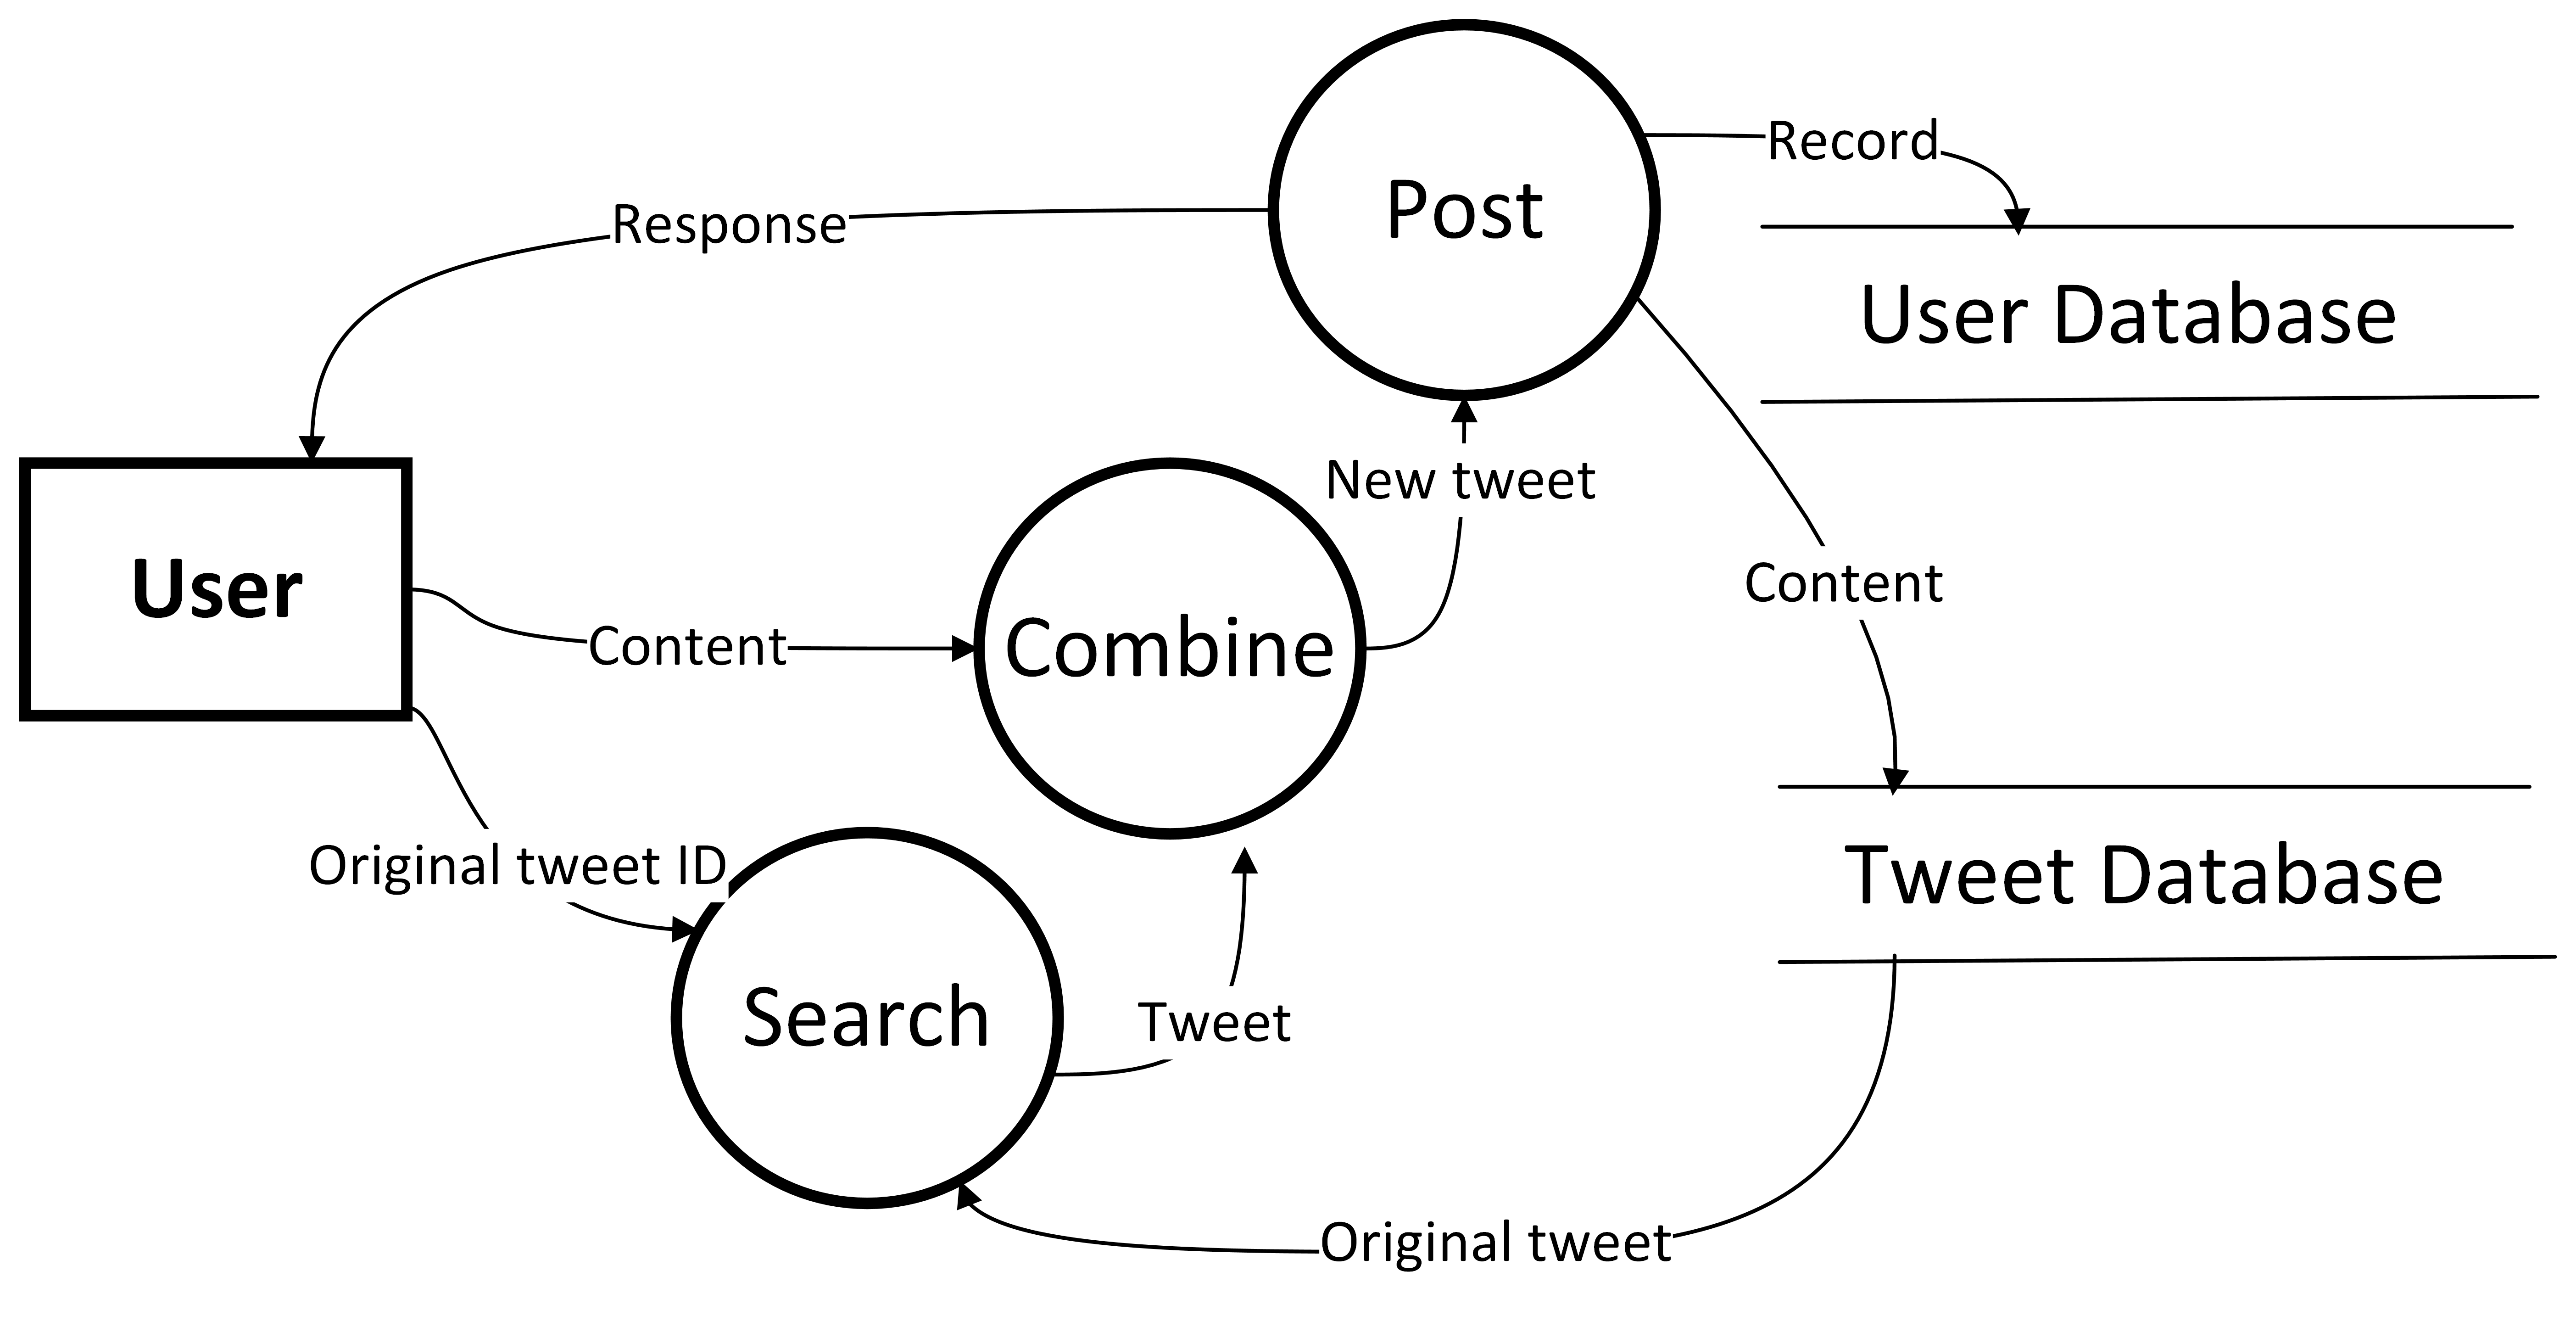 Post
Record
Response
User Database
New tweet
User
Content
Combine
Content
Original tweet ID
Tweet Database
Search
Tweet
Original tweet